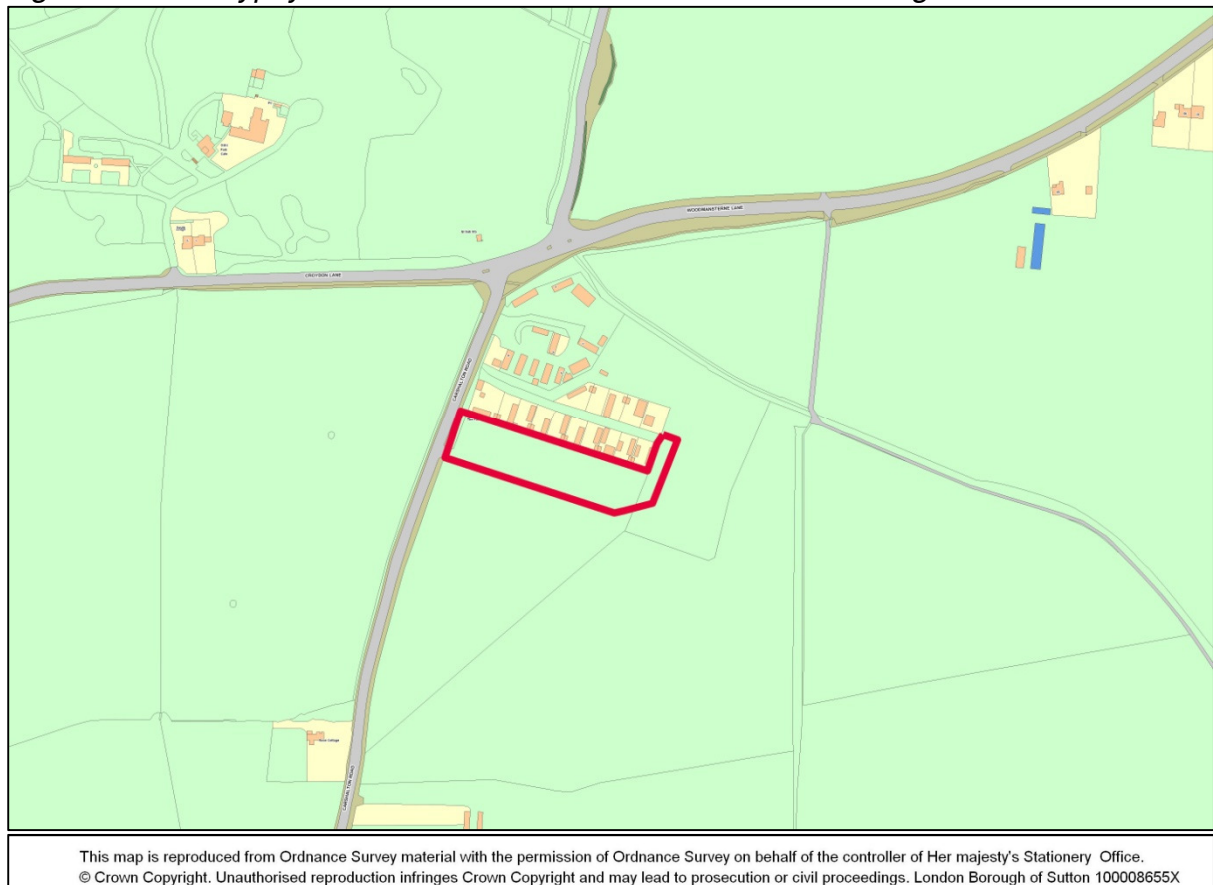 WOODMANSTERNE LANE
CROYDON LANE
CARSHALTON ROAD
CARSHALTON ROAD
This map is reproduced from Ordnance Survey material with the permission of Ordnance Survey on behalf of the controller of Her majesty's Stationery Office.
© Crown Copyright. Unauthorised reproduction infringes Crown Copyright and may lead to prosecution or civil proceedings. London Borough of Sutton 100008655X